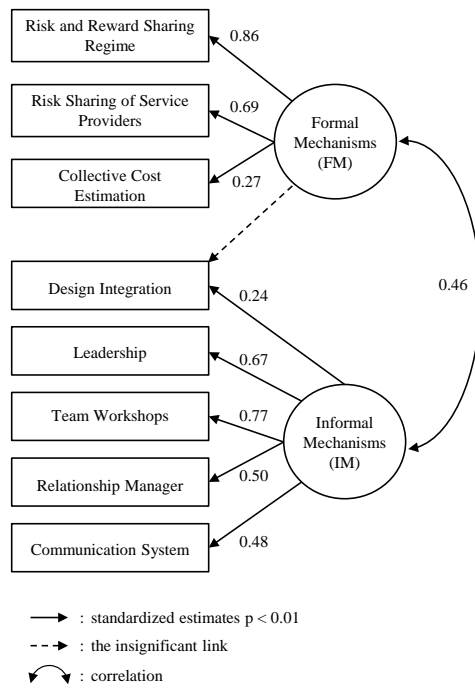 Risk and Reward Sharing
Regime
0.86
Risk Sharing of Service
Providers
0.69
Formal
Mechanisms
(FM)
Collective Cost
Estimation
0.27
Design Integration
0.24
0.46
Leadership
0.67
Team Workshops
0.77
Informal
Mechanisms
(IM)
Relationship Manager
0.50
Communication System
0.48
: standardized estimates p < 0.01
: the insignificant link
: correlation